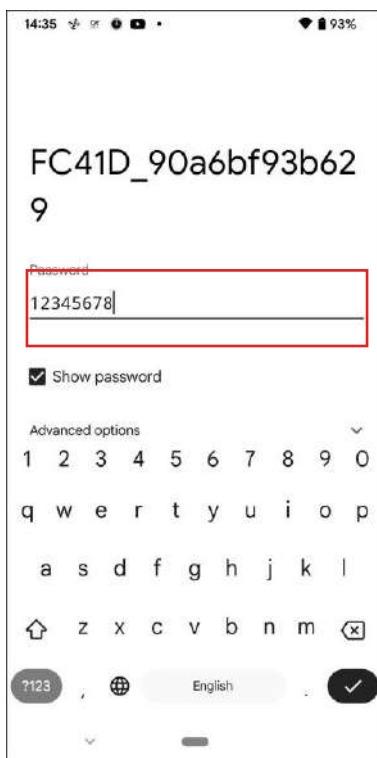 14:35 93%
FC41D_90a6bf93b62
9
Password
12345678
Show password
Advanced options
1 2 3 4 5 6 7 8 9 0
q w e r t y u i o p
a s d f g h j k l
z x c v b n m
?123 , English .